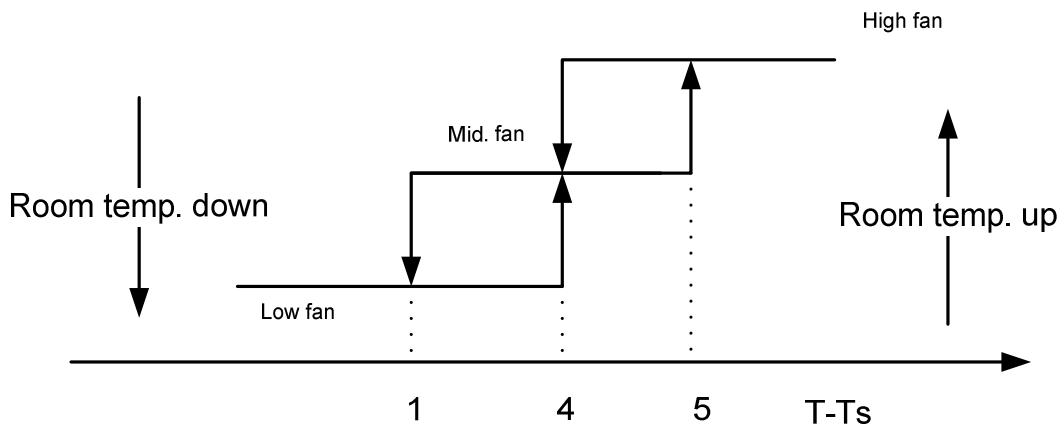 High fan
Mid. fan
Room temp. down
Room temp. up
Low fan
1 4 5 T-Ts